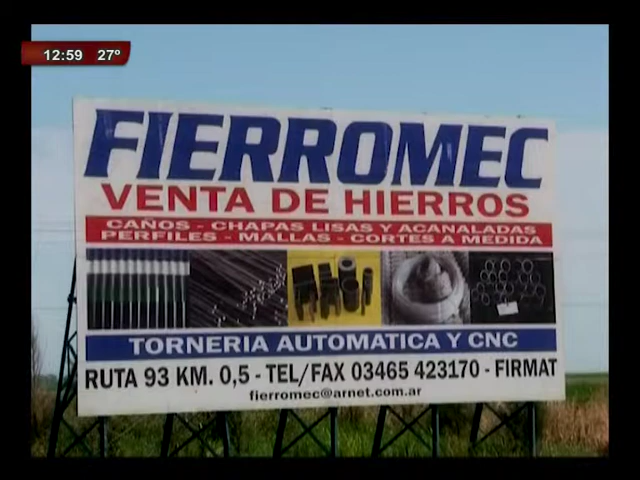 12:59 27º
FIERROMEC
VENTA DE HIERROS
CAÑOS - CHAPAS LISAS Y ACANALADAS
PERFILES - MALLAS - CORTES A MEDIDA
TORNERIA AUTOMATICA Y CNC
RUTA 93 KM. 0,5 - TEL/FAX 03465 423170 - FIRMAT
fierromec@arnet.com.ar